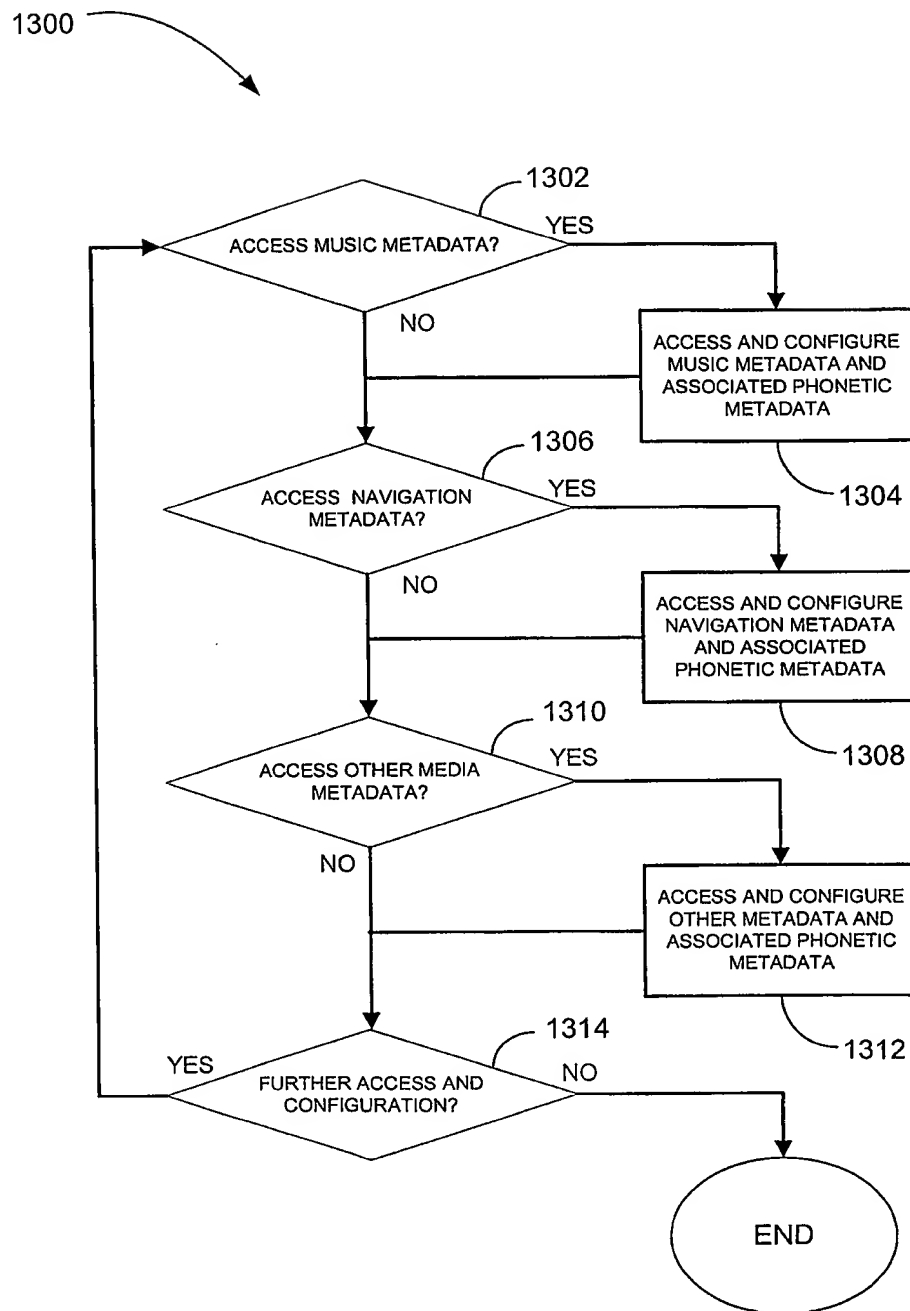 1300
1302
ACCESS MUSIC METADATA?
YES
NO
ACCESS AND CONFIGURE
MUSIC METADATA AND
ASSOCIATED PHONETIC
METADATA
1304
1306
ACCESS NAVIGATION
METADATA?
YES
NO
ACCESS AND CONFIGURE
NAVIGATION METADATA
AND ASSOCIATED
PHONETIC METADATA
1308
1310
ACCESS OTHER MEDIA
METADATA?
YES
NO
ACCESS AND CONFIGURE
OTHER METADATA AND
ASSOCIATED PHONETIC
METADATA
1312
1314
YES
FURTHER ACCESS AND
CONFIGURATION?
NO
END